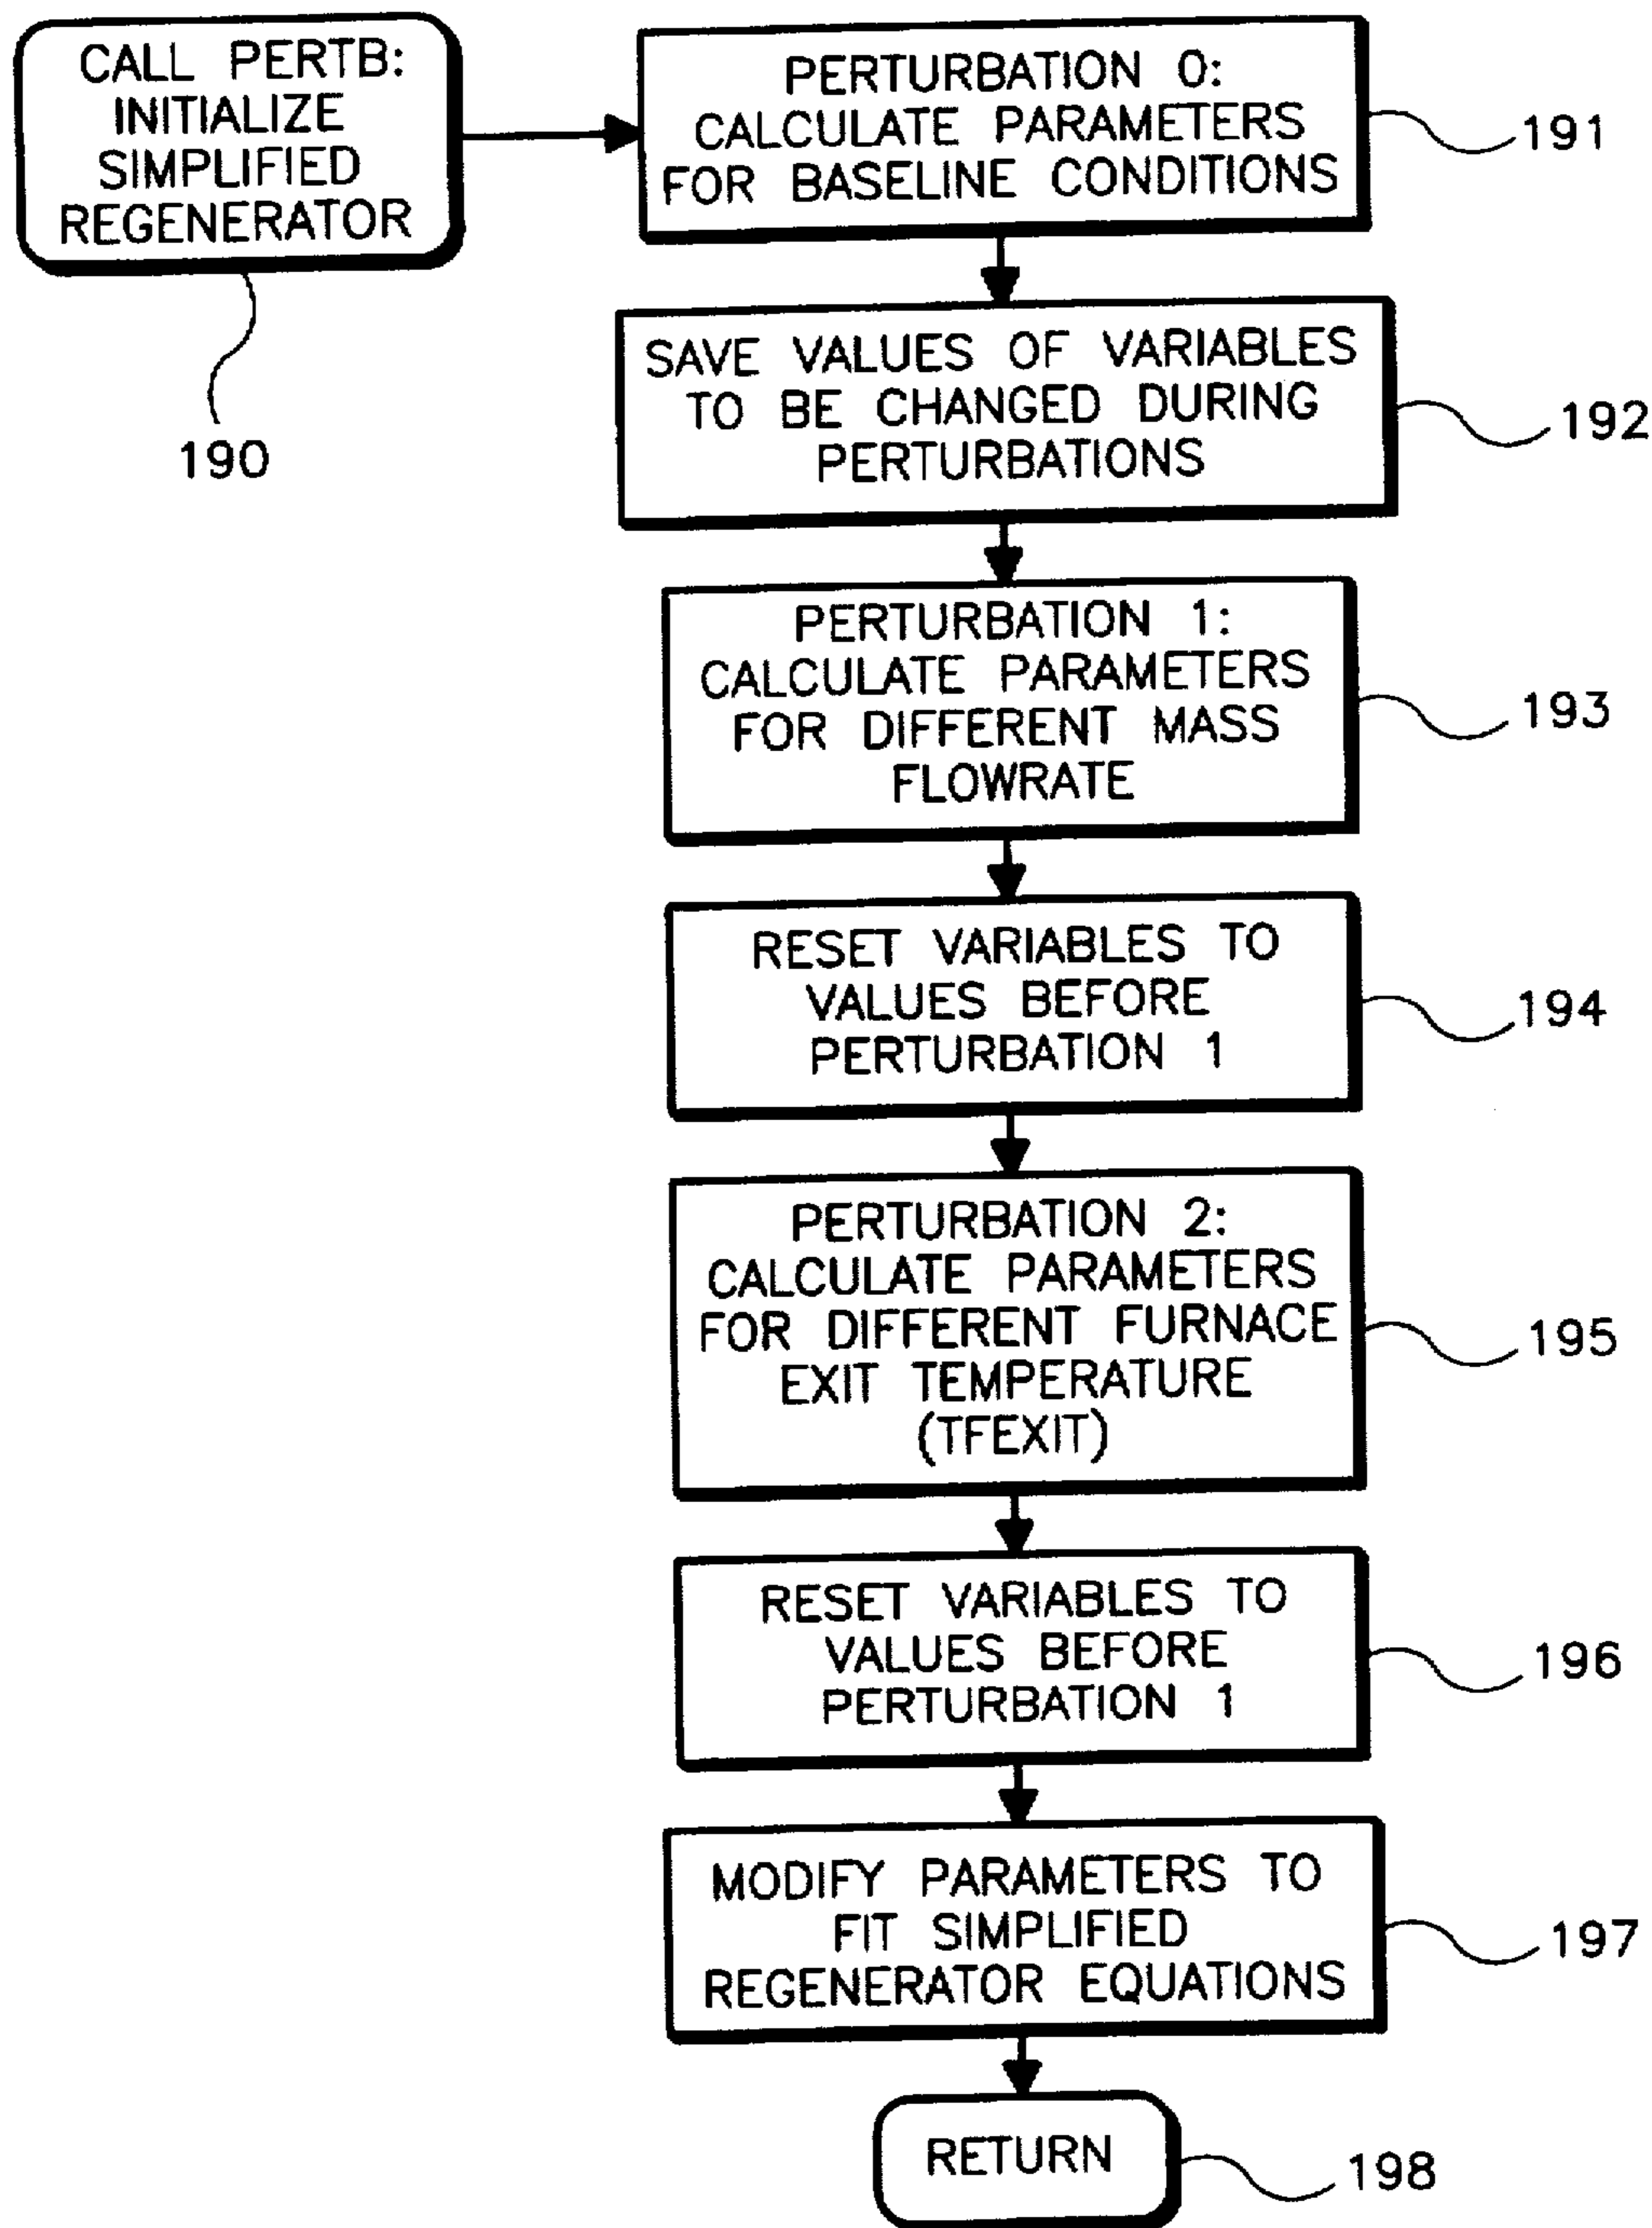 CALL PERTB:
INITIALIZE
SIMPLIFIED
REGENERATOR
190
PERTURBATION 0:
CALCULATE PARAMETERS
FOR BASELINE CONDITIONS
191
SAVE VALUES OF VARIABLES
TO BE CHANGED DURING
PERTURBATIONS
192
PERTURBATION 1:
CALCULATE PARAMETERS
FOR DIFFERENT MASS
FLOWRATE
193
RESET VARIABLES TO
VALUES BEFORE
PERTURBATION 1
194
PERTURBATION 2:
CALCULATE PARAMETERS
FOR DIFFERENT FURNACE
EXIT TEMPERATURE
(TFEXIT)
195
RESET VARIABLES TO
VALUES BEFORE
PERTURBATION 1
196
MODIFY PARAMETERS TO
FIT SIMPLIFIED
REGENERATOR EQUATIONS
197
RETURN
198